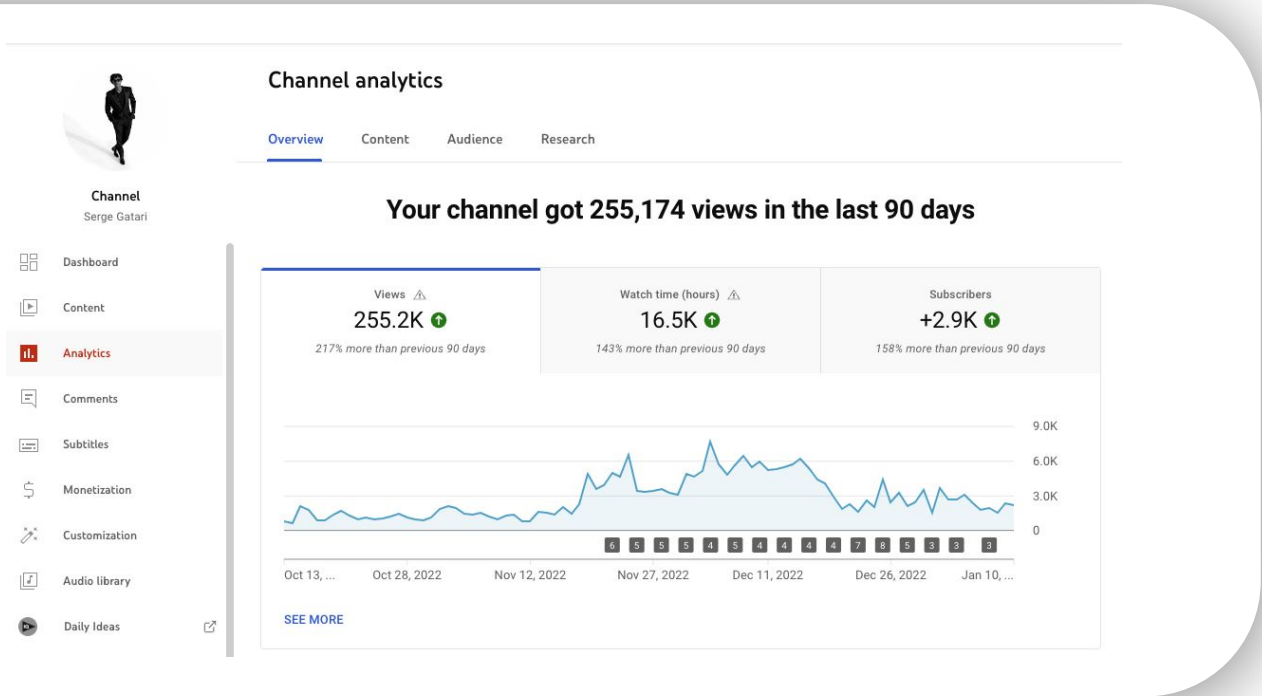 Channel analytics
Overview Content Audience Research
Channel
Serge Gatari
Dashboard
Content
Analytics
Comments
Subtitles
Monetization
Customization
Audio library
Daily Ideas
Your channel got 255,174 views in the last 90 days
Views
255.2K
217% more than previous 90 days
Watch time (hours)
16.5K
143% more than previous 90 days
Subscribers
+2.9K
158% more than previous 90 days
9.0K
6.0K
3.0K
0
6 5 5 5 4 5 4 4 4 4 7 8 5 3 3 3
Oct 13, ... Oct 28, 2022 Nov 12, 2022 Nov 27, 2022 Dec 11, 2022 Dec 26, 2022 Jan 10, ...
SEE MORE